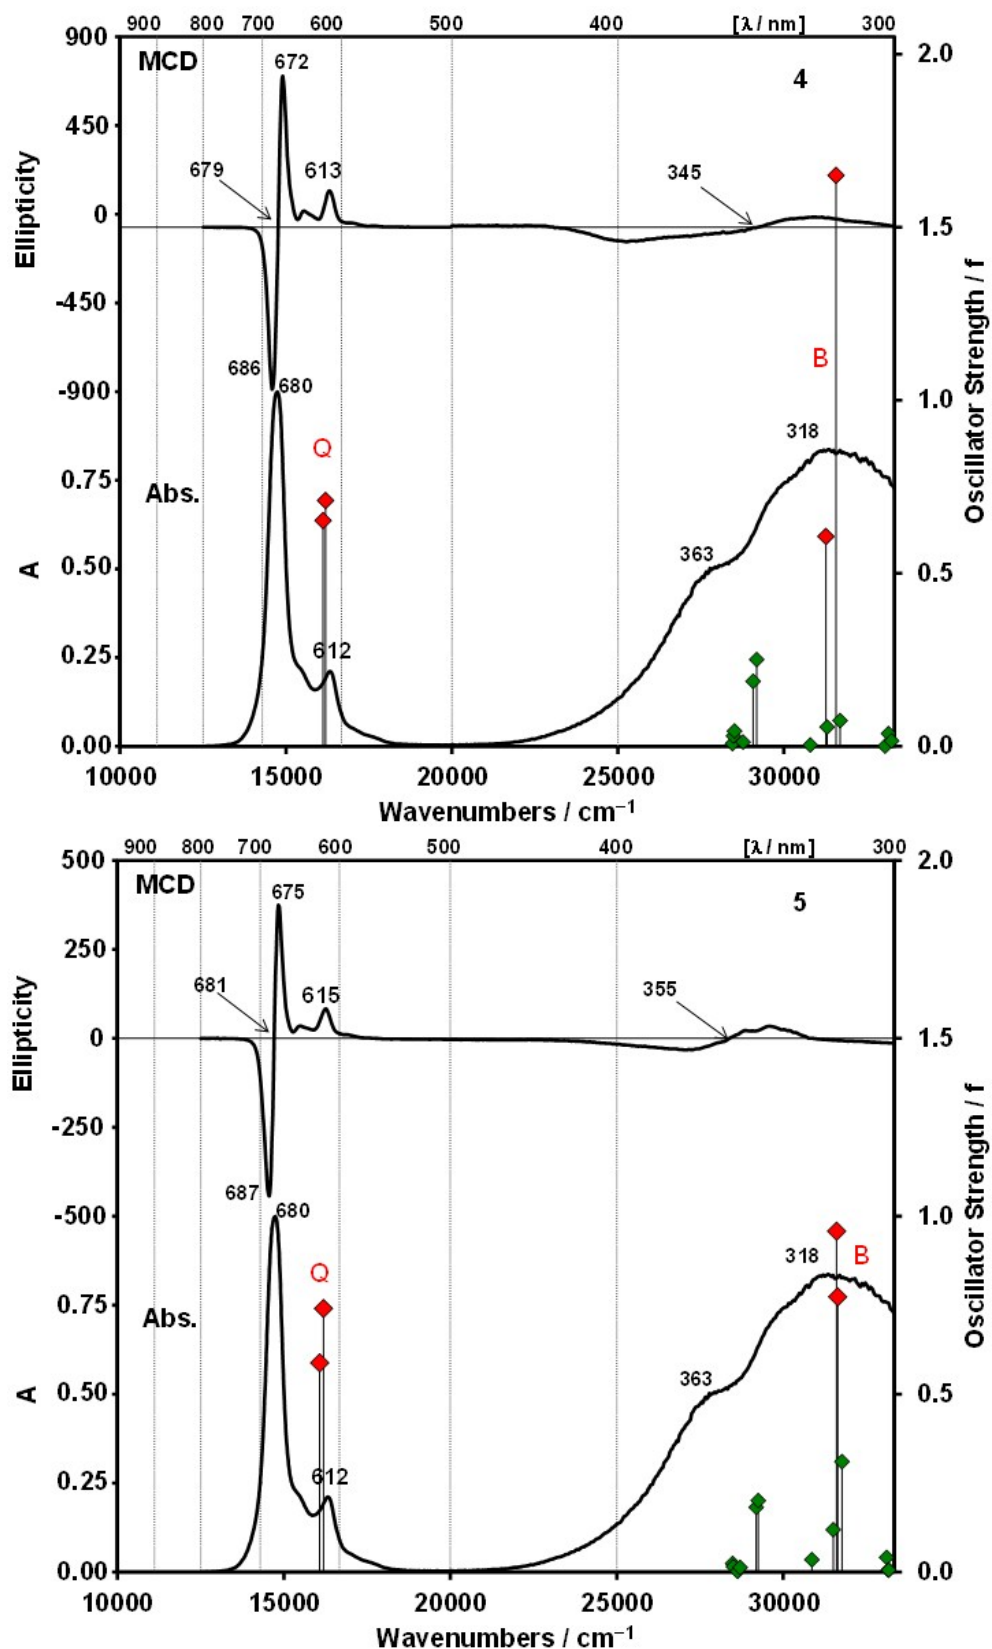 900 800 700 600 500 400 [λ / nm] 300
900 MCD 672 4 2.0
450
679 613 345
0 1.5
Ellipticity
-450
686 B
-900 680 1.0
Q 318
0.75 Abs.
Oscillator Strength / f
363
A 0.50 0.5
0.25 612
0.00 0.0
10000 15000 20000 25000 30000
Wavenumbers / cm⁻¹
900 800 700 600 500 400 [λ / nm] 300
500 2.0
MCD 675 5
250
681 615 355
0 1.5
Ellipticity
-250
687
-500 680 1.0
Q 318 B
0.75 Abs.
Oscillator Strength / f
363
A 0.50 0.5
0.25 612
0.00 0.0
10000 15000 20000 25000 30000
Wavenumbers / cm⁻¹